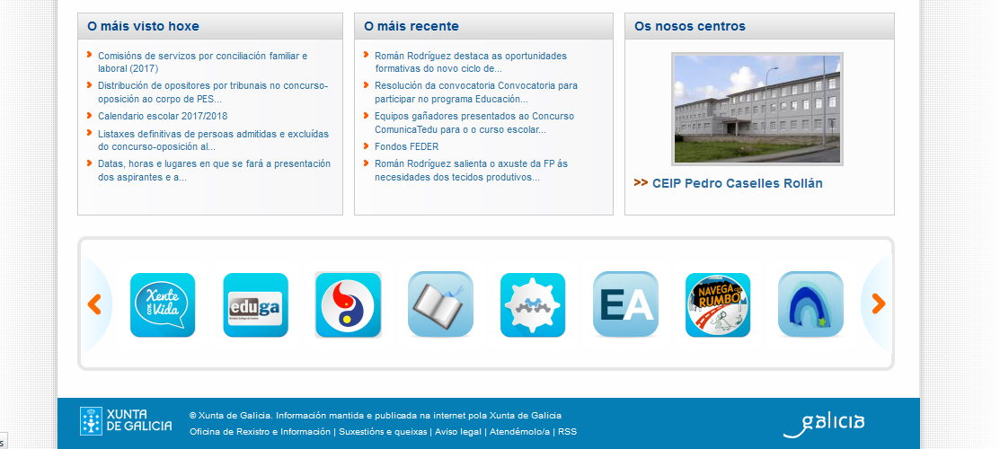 O máis visto hoxe
Comisións de servizos por conciliación familiar e
laboral (2017)
Distribución de opositores por tribunais no concurso-
oposición ao corpo de PES...
Calendario escolar 2017/2018
Listaxes definitivas de persoas admitidas e excluídas
do concurso-oposición al...
Datas, horas e lugares en que se fará a presentación
dos aspirantes e a...
O máis recente
Román Rodríguez destaca as oportunidades
formativas do novo ciclo de...
Resolución da convocatoria Convocatoria para
participar no programa Educación...
Equipos gañadores presentados ao Concurso
ComunicaTedu para o o curso escolar...
Fondos FEDER
Román Rodríguez salienta o axuste da FP ás
necesidades dos tecidos produtivos...
Os nosos centros
>> CEIP Pedro Caselles Rollán
Xente
con
Vida
eduga
EA
NAVEGA CON
RUMBO
XUNTA
DE GALICIA
© Xunta de Galicia. Información mantida e publicada na internet pola Xunta de Galicia
Oficina de Rexistro e Información | Suxestións e queixas | Aviso legal | Atendémolo/a | RSS
galicia
s